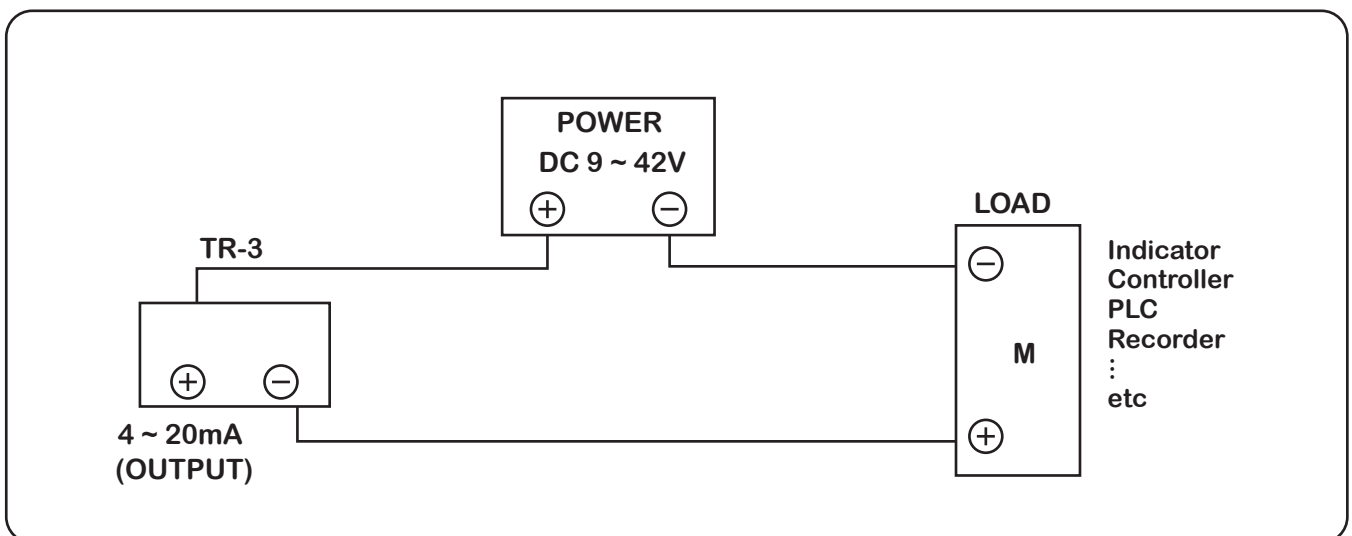 POWER
DC 9 ~ 42V
⊕ ⊖
TR-3
⊕ ⊖
4 ~ 20mA
(OUTPUT)
LOAD
⊖
M
⊕
Indicator
Controller
PLC
Recorder
⋮
etc